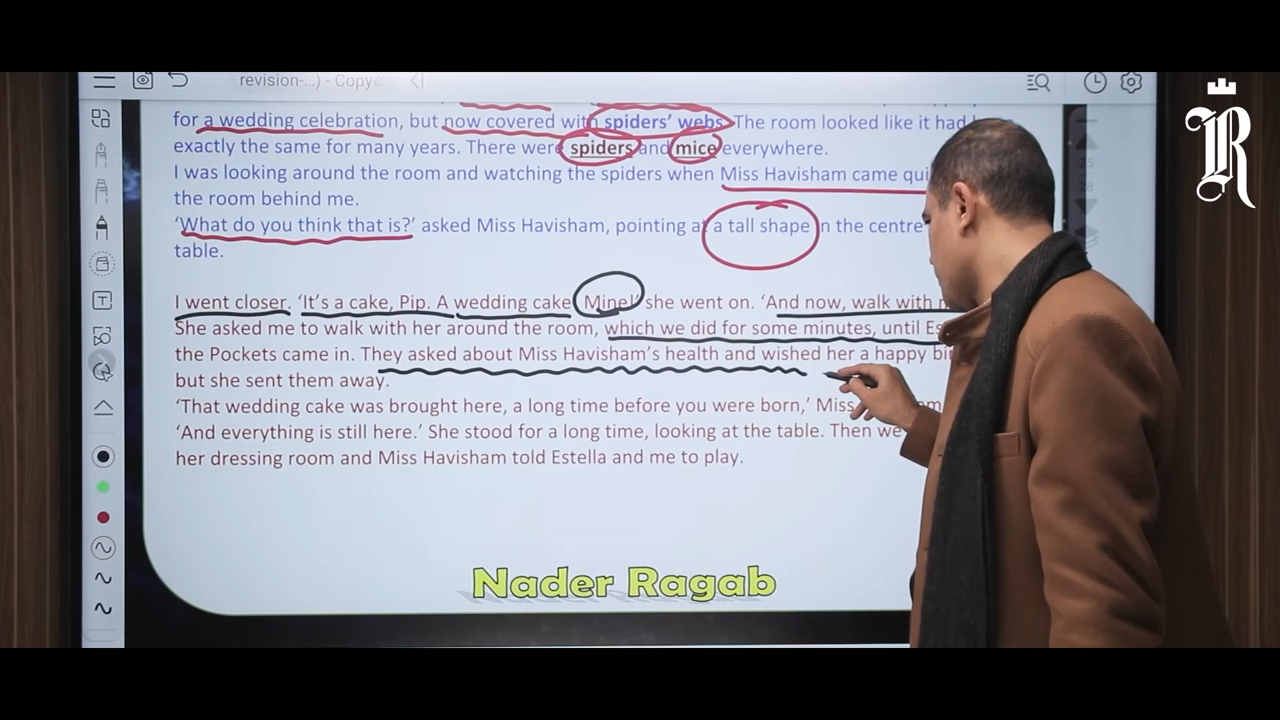 revision-...) - Copy
for a wedding celebration, but now covered with spiders' webs. The room looked like it had
exactly the same for many years. There were spiders and mice everywhere.
I was looking around the room and watching the spiders when Miss Havisham came
the room behind me.
'What do you think that is?' asked Miss Havisham, pointing at a tall shape in the centre
table.
I went closer. 'It's a cake, Pip. A wedding cake. Mine!' she went on. 'And now, walk with
She asked me to walk with her around the room, which we did for some minutes, until
the Pockets came in. They asked about Miss Havisham's health and wished her a happy
but she sent them away.
'That wedding cake was brought here, a long time before you were born,' Miss
'And everything is still here.' She stood for a long time, looking at the table. Then we
her dressing room and Miss Havisham told Estella and me to play.
Nader Ragab
R